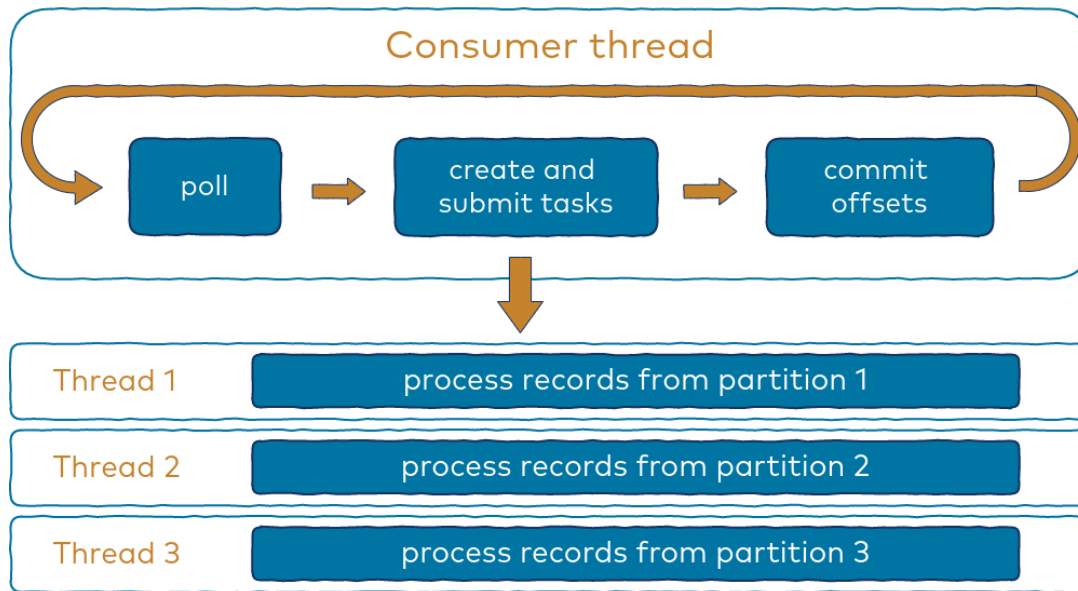 Consumer thread
poll
create and
submit tasks
commit
offsets
Thread 1
process records from partition 1
Thread 2
process records from partition 2
Thread 3
process records from partition 3